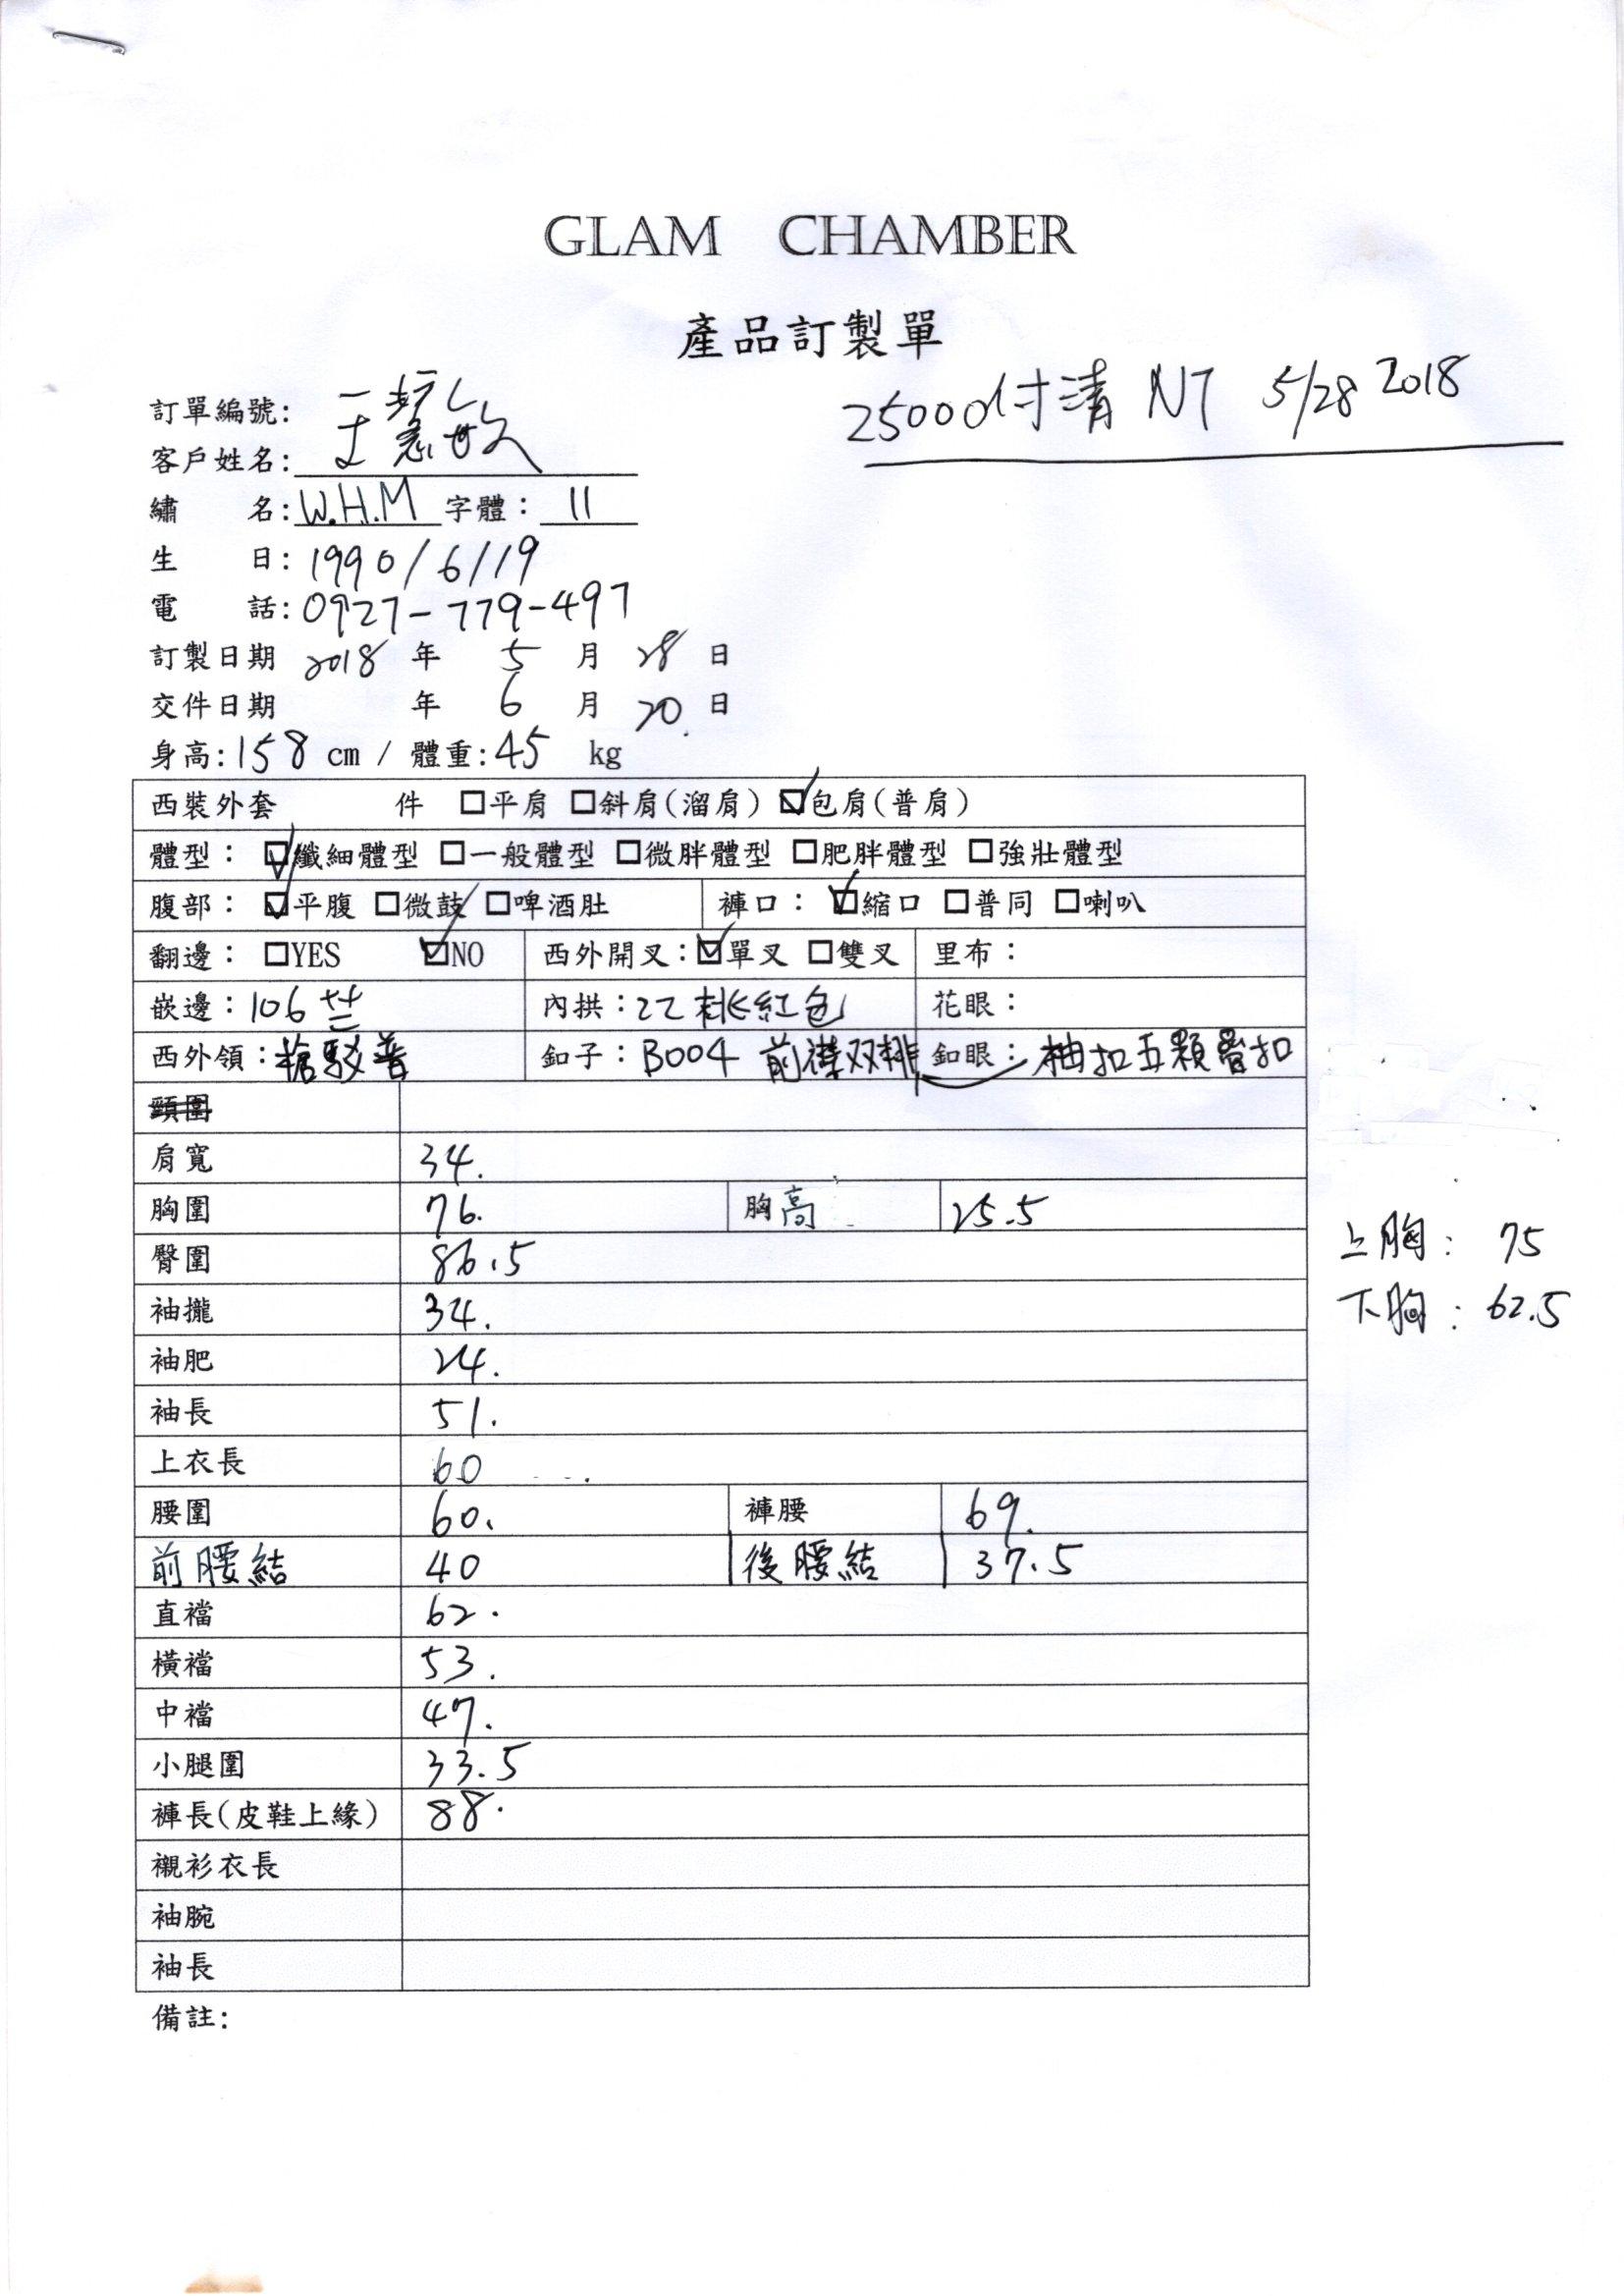 GLAM CHAMBER
產品訂製單
25000付清 NT 5/28 2018
訂單編號:
客戶姓名: 王慧敏
繡 名: W.H.M 字體: 11
生 日: 1990/6/19
電 話: 0927-779-497
訂製日期 2018 年 5 月 28 日
交件日期 年 6 月 20. 日
身高: 158 cm / 體重: 45 kg
西裝外套 件 □平肩 □斜肩(溜肩) ☑包肩(普肩)
體型: ☑纖細體型 □一般體型 □微胖體型 □肥胖體型 □強壯體型
腹部: ☑平腹 □微鼓 □啤酒肚 褲口: ☑縮口 □普同 □喇叭
翻邊: □YES ☑NO 西外開叉: ☑單叉 □雙叉 里布:
嵌邊: 106 內拱: 22 桃紅色 花眼:
西外領: 槍駁普 釦子: B004 前襟双排 釦眼: 袖扣五顆疊扣
頸圍
肩寬 34.
胸圍 76. 胸高 25.5
上胸: 75
臀圍 86.5
下胸: 62.5
袖攏 34.
袖肥 24.
袖長 51.
上衣長 60
腰圍 60. 褲腰 69.
前腰結 40 後腰結 37.5
直襠 62.
橫襠 53.
中襠 47.
小腿圍 33.5
褲長(皮鞋上緣) 88.
襯衫衣長
袖腕
袖長
備註: